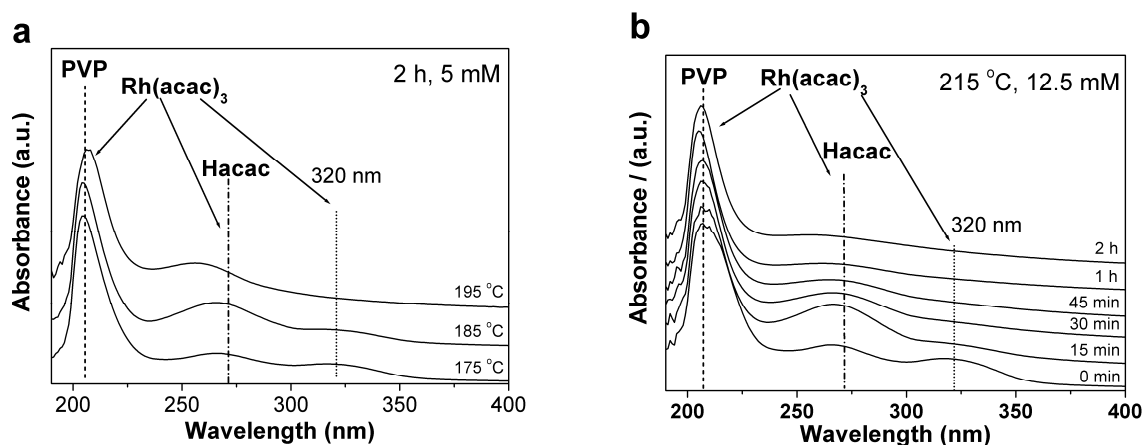 a
PVP
2 h, 5 mM
Rh(acac)₃
Hacac
320 nm
195 °C
185 °C
175 °C
Absorbance (a.u.)
200 250 300 350 400
Wavelength (nm)
b
PVP
215 °C, 12.5 mM
Rh(acac)₃
Hacac
320 nm
2 h
1 h
45 min
30 min
15 min
0 min
Absorbance / (a.u.)
200 250 300 350 400
Wavelength (nm)